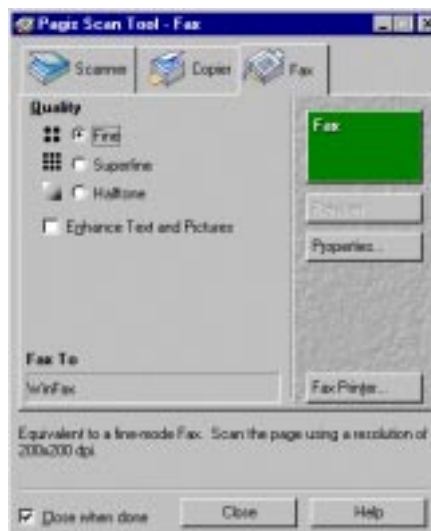 Pagis Scan Tool - Fax
Scanner
Copier
Fax
Quality
Fine
Superfine
Halftone
Enhance Text and Pictures
Fax
Preview...
Properties...
Fax To
WinFax
Fax Printer...
Equivalent to a fine-mode Fax. Scan the page using a resolution of
200x200 dpi.
Close when done
Close
Help